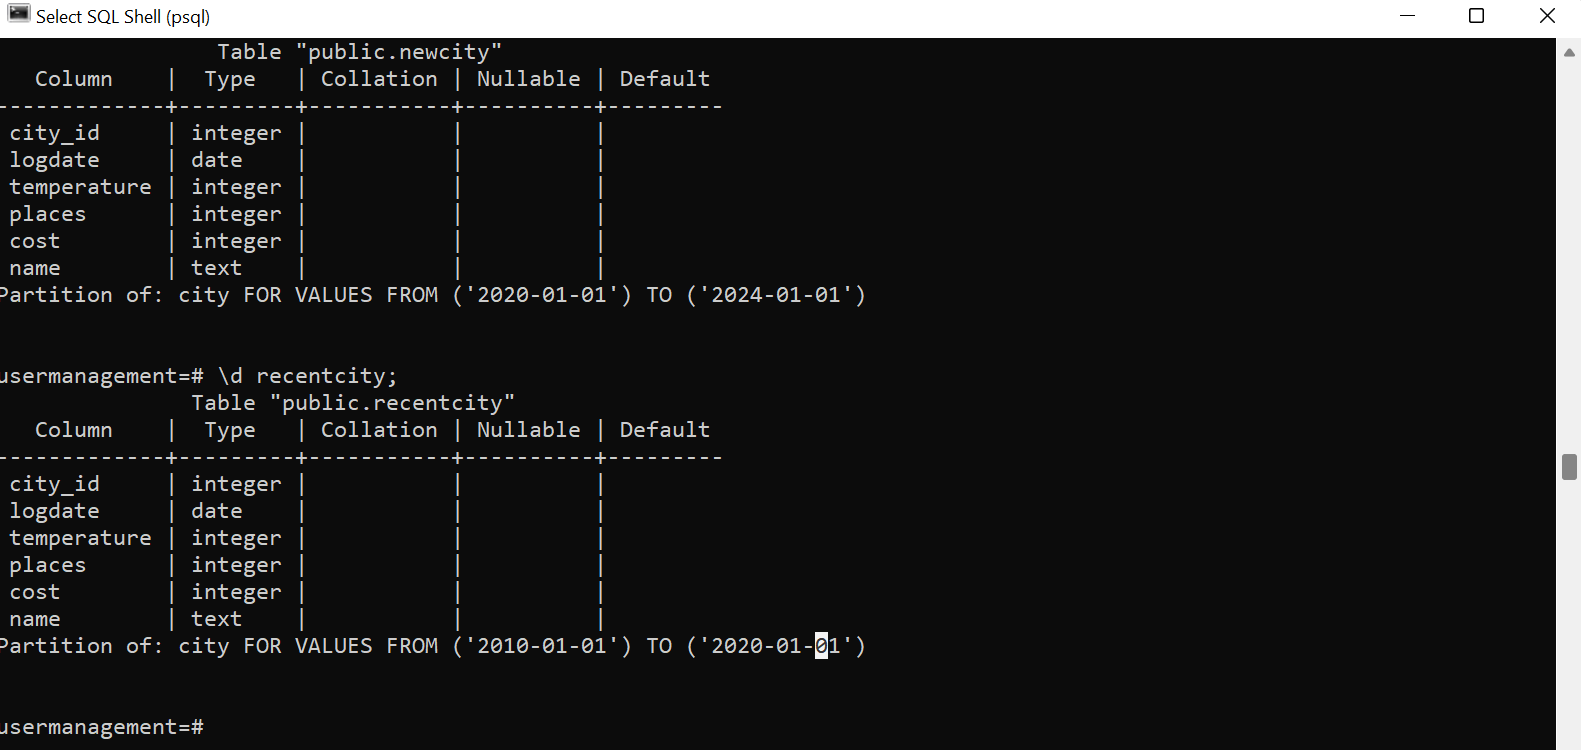 Select SQL Shell (psql)
                 Table "public.newcity"
   Column    |  Type   | Collation | Nullable | Default
-------------+---------+-----------+----------+---------
 city_id     | integer |           |          |
 logdate     | date    |           |          |
 temperature | integer |           |          |
 places      | integer |           |          |
 cost        | integer |           |          |
 name        | text    |           |          |
Partition of: city FOR VALUES FROM ('2020-01-01') TO ('2024-01-01')
usermanagement=# \d recentcity;
               Table "public.recentcity"
   Column    |  Type   | Collation | Nullable | Default
-------------+---------+-----------+----------+---------
 city_id     | integer |           |          |
 logdate     | date    |           |          |
 temperature | integer |           |          |
 places      | integer |           |          |
 cost        | integer |           |          |
 name        | text    |           |          |
Partition of: city FOR VALUES FROM ('2010-01-01') TO ('2020-01-01')
usermanagement=#